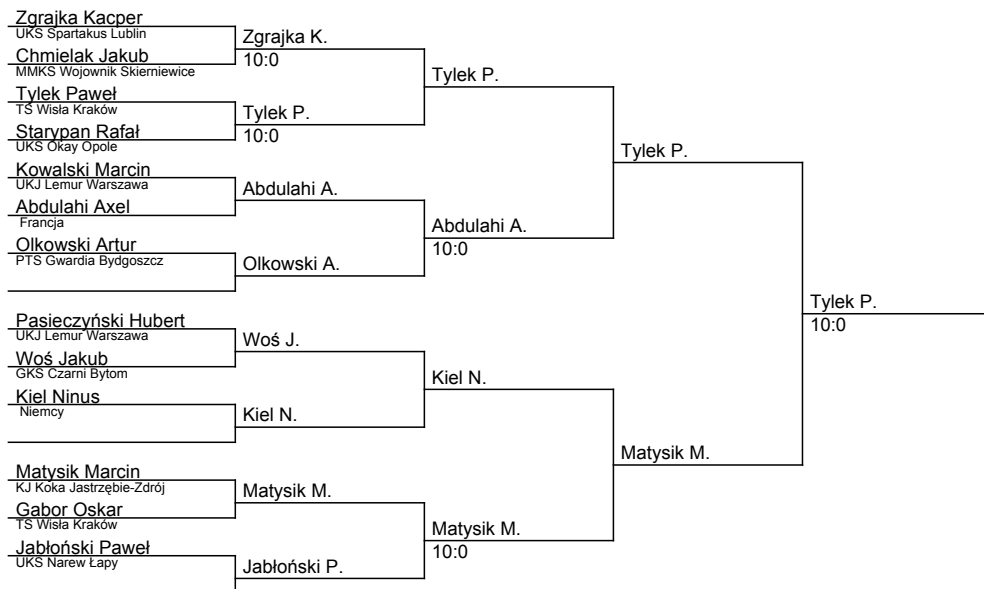 Zgrajka Kacper
UKS Spartakus Lublin
Zgrajka K.
10:0
Chmielak Jakub
MMKS Wojownik Skierniewice
Tylek P.
Tylek Paweł
TS Wisła Kraków
Tylek P.
10:0
Starypan Rafał
UKS Okay Opole
Tylek P.
Kowalski Marcin
UKJ Lemur Warszawa
Abdulahi A.
Abdulahi Axel
Francja
Abdulahi A.
10:0
Olkowski Artur
PTS Gwardia Bydgoszcz
Olkowski A.
Tylek P.
10:0
Pasieczyński Hubert
UKJ Lemur Warszawa
Woś J.
Woś Jakub
GKS Czarni Bytom
Kiel N.
Kiel Ninus
Niemcy
Kiel N.
Matysik M.
Matysik Marcin
KJ Koka Jastrzębie-Zdrój
Matysik M.
Gabor Oskar
TS Wisła Kraków
Matysik M.
10:0
Jabłoński Paweł
UKS Narew Łapy
Jabłoński P.